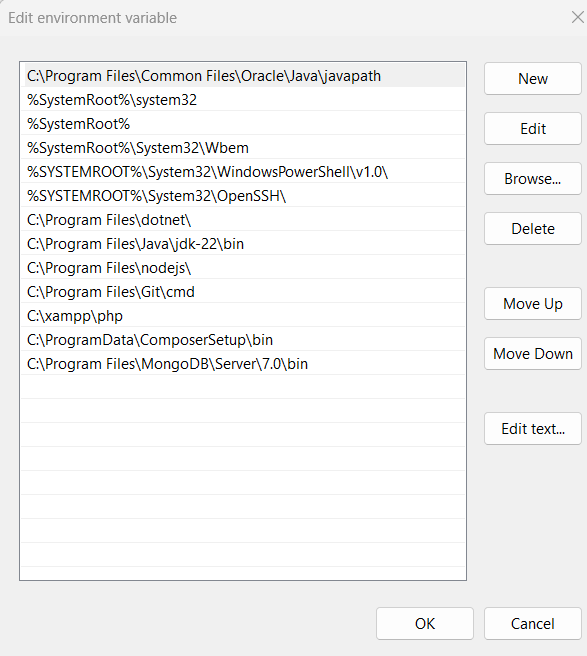 Edit environment variable
C:\Program Files\Common Files\Oracle\Java\javapath
%SystemRoot%\system32
%SystemRoot%
%SystemRoot%\System32\Wbem
%SYSTEMROOT%\System32\WindowsPowerShell\v1.0\
%SYSTEMROOT%\System32\OpenSSH\
C:\Program Files\dotnet\
C:\Program Files\Java\jdk-22\bin
C:\Program Files\nodejs\
C:\Program Files\Git\cmd
C:\xampp\php
C:\ProgramData\ComposerSetup\bin
C:\Program Files\MongoDB\Server\7.0\bin
New
Edit
Browse...
Delete
Move Up
Move Down
Edit text...
OK
Cancel